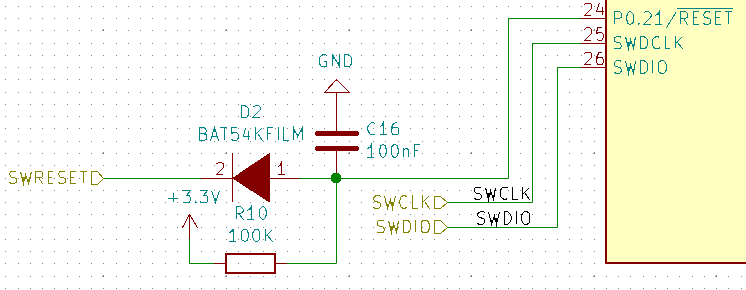 24
P0.21/RESET
25
SWDCLK
26
SWDIO
GND
D2
BAT54KFILM
C16
100nF
SWRESET
2
1
+3.3V
SWCLK
SWCLK
R10
SWDIO
SWDIO
100K